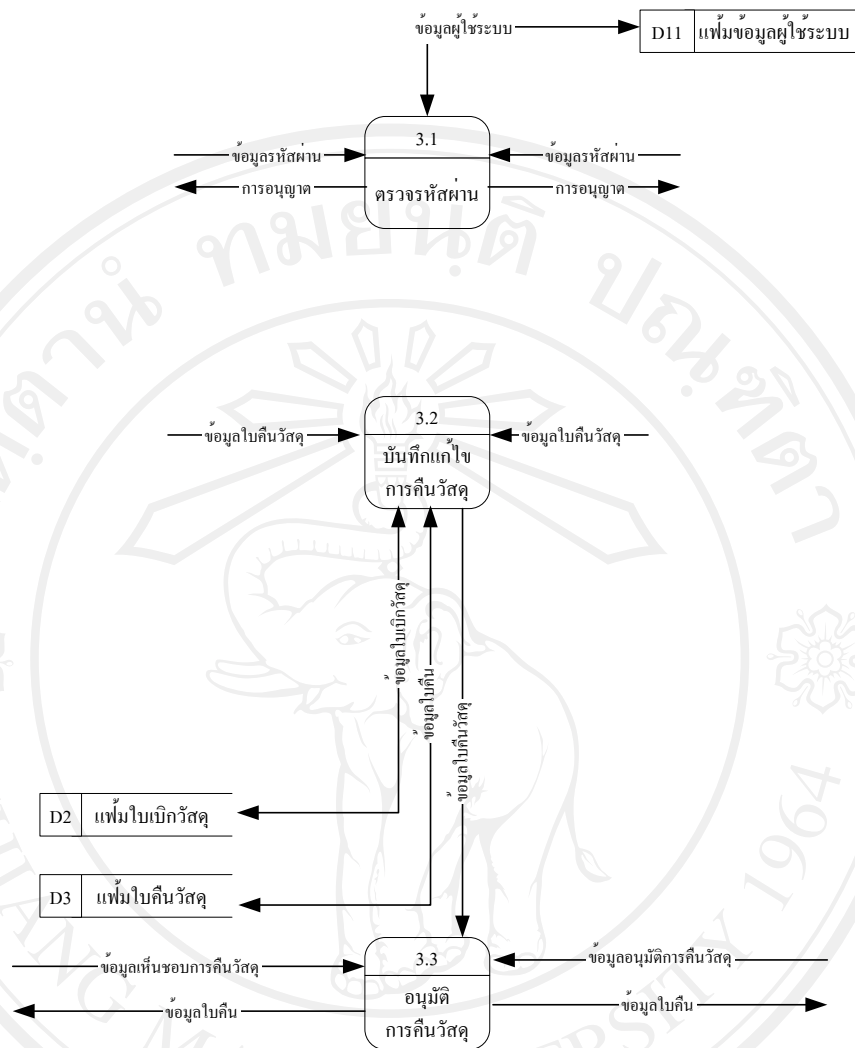 ข้อมูลผู้ใช้ระบบ
D11 แฟ้มข้อมูลผู้ใช้ระบบ
3.1
ข้อมูลรหัสผ่าน
ข้อมูลรหัสผ่าน
การอนุญาต
ตรวจรหัสผ่าน
การอนุญาต
3.2
ข้อมูลใบคืนวัสดุ
ข้อมูลใบคืนวัสดุ
บันทึกแก้ไข
การคืนวัสดุ
ข้อมูลใบเบิกวัสดุ
ข้อมูลใบคืน
ข้อมูลใบคืนวัสดุ
D2 แฟ้มใบเบิกวัสดุ
D3 แฟ้มใบคืนวัสดุ
3.3
ข้อมูลเห็นชอบการคืนวัสดุ
ข้อมูลอนุมัติการคืนวัสดุ
อนุมัติ
การคืนวัสดุ
ข้อมูลใบคืน
ข้อมูลใบคืน
ทมยนฺติ ปณฺฑิตา
UNIVERSITY 1964